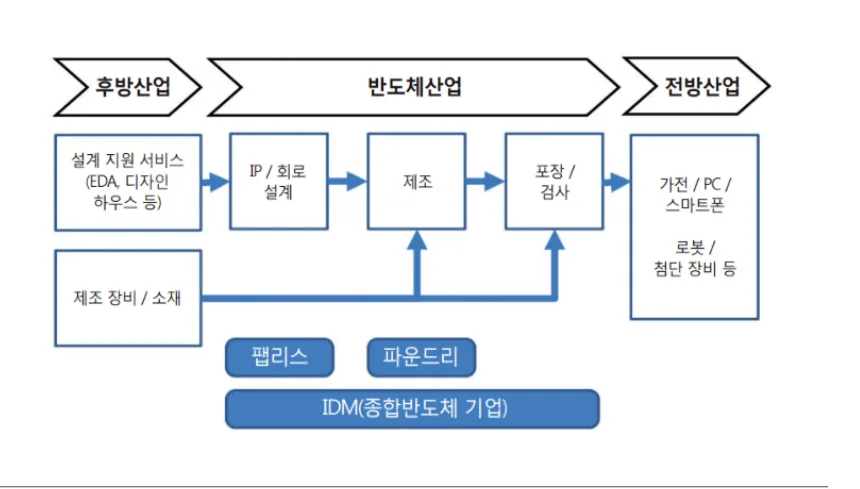 후방산업
반도체산업
전방산업
설계 지원 서비스
(EDA, 디자인
하우스 등)
IP / 회로
설계
제조
포장 /
검사
가전 / PC /
스마트폰
로봇 /
첨단 장비 등
제조 장비 / 소재
팹리스
파운드리
IDM(종합반도체 기업)